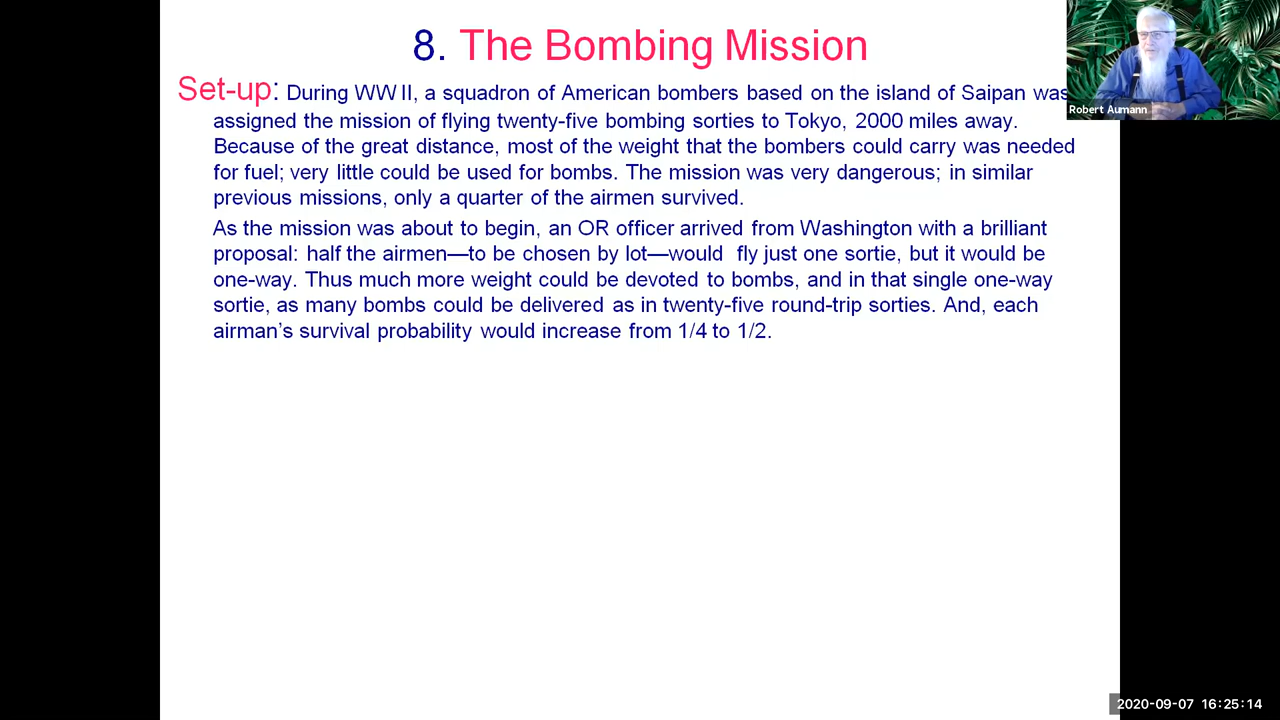 8. The Bombing Mission
Set-up: During WW II, a squadron of American bombers based on the island of Saipan was
assigned the mission of flying twenty-five bombing sorties to Tokyo, 2000 miles away.
Because of the great distance, most of the weight that the bombers could carry was needed
for fuel; very little could be used for bombs. The mission was very dangerous; in similar
previous missions, only a quarter of the airmen survived.
As the mission was about to begin, an OR officer arrived from Washington with a brilliant
proposal: half the airmen—to be chosen by lot—would fly just one sortie, but it would be
one-way. Thus much more weight could be devoted to bombs, and in that single one-way
sortie, as many bombs could be delivered as in twenty-five round-trip sorties. And, each
airman's survival probability would increase from 1/4 to 1/2.
Robert Aumann
2020-09-07 16:25:14